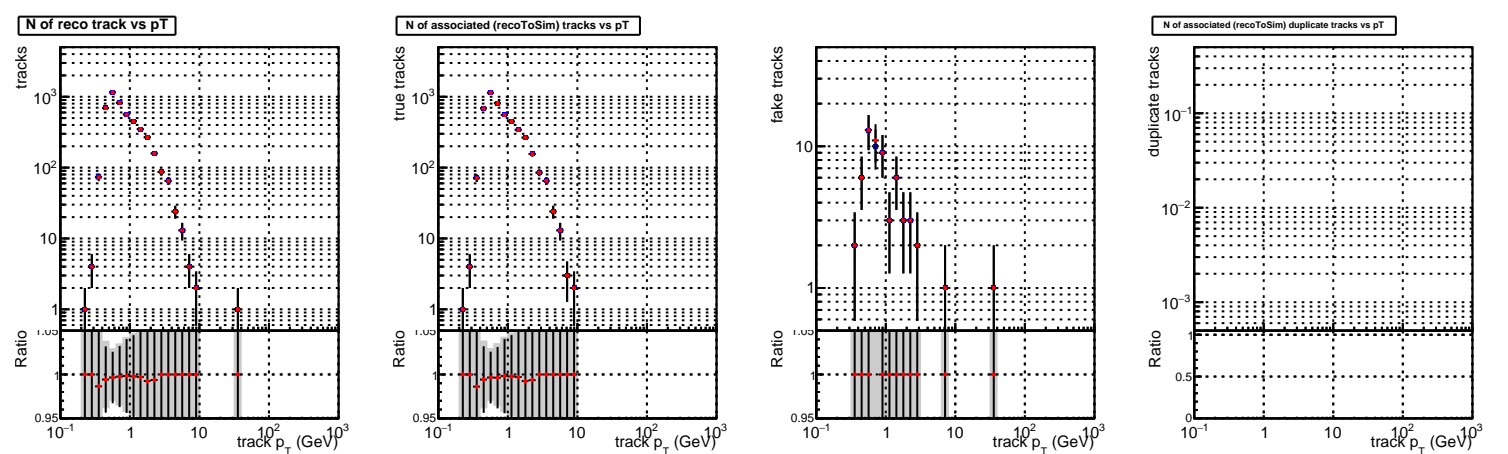 N of reco track vs pT
tracks
10³
10²
10
1
Ratio
1.05
1
0.95
10⁻¹ 1 10 10² 10³
track p_T (GeV)
N of associated (recoToSim) tracks vs pT
true tracks
10³
10²
10
1
Ratio
1.05
1
0.95
10⁻¹ 1 10 10² 10³
track p_T (GeV)
fake tracks
10
1
Ratio
1.05
1
0.95
10⁻¹ 1 10 10² 10³
track p_T (GeV)
N of associated (recoToSim) duplicate tracks vs pT
duplicate tracks
10⁻¹
10⁻²
10⁻³
Ratio
1
0.5
0
10⁻¹ 1 10 10² 10³
track p_T (GeV)